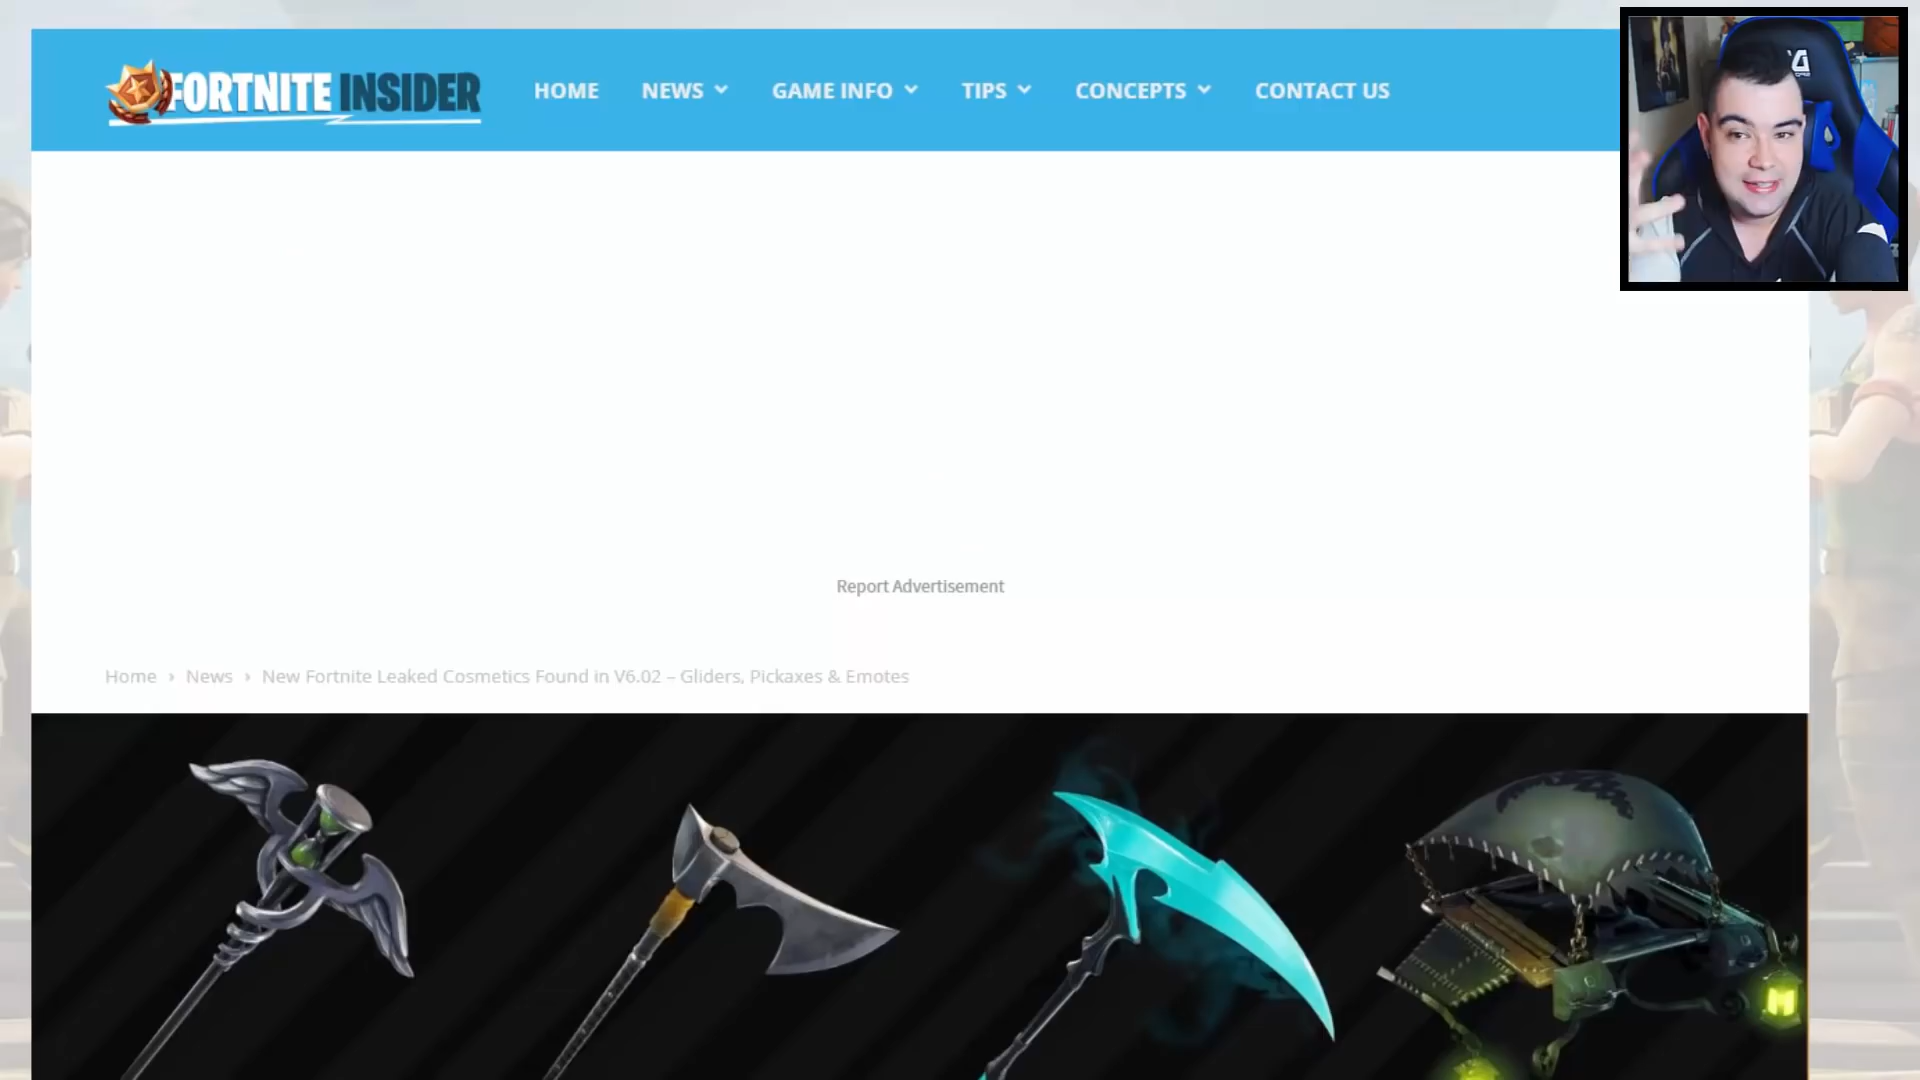 FORTNITE INSIDER
HOME NEWS GAME INFO TIPS CONCEPTS CONTACT US
Report Advertisement
Home › News › New Fortnite Leaked Cosmetics Found in V6.02 – Gliders, Pickaxes & Emotes